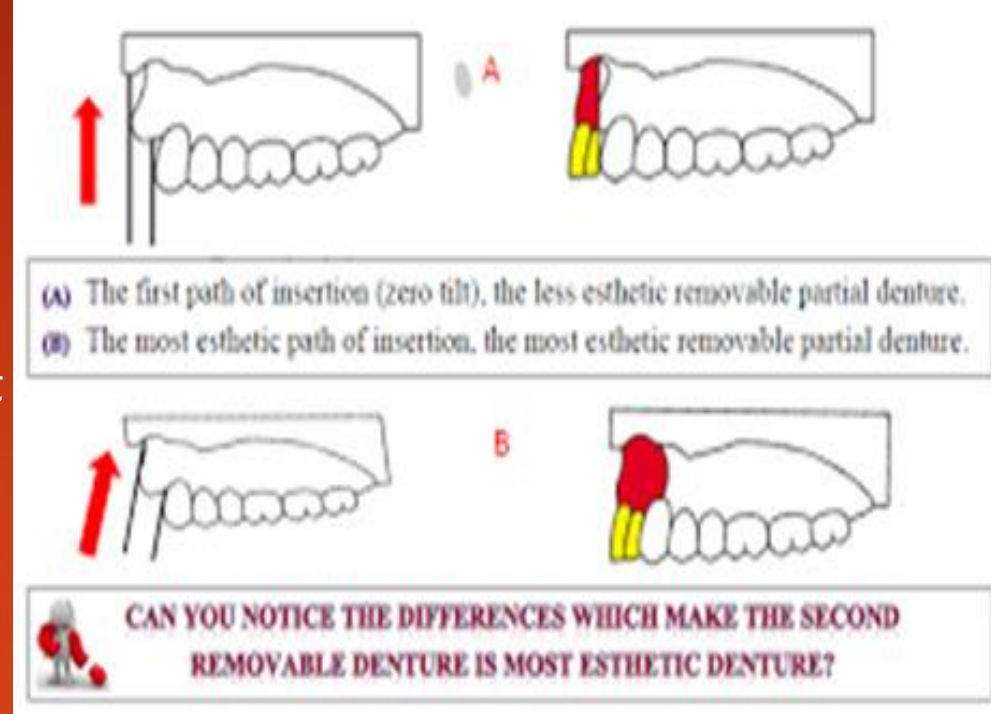 A
(A) The first path of insertion (zero tilt), the less esthetic removable partial denture.
(B) The most esthetic path of insertion, the most esthetic removable partial denture.
B
CAN YOU NOTICE THE DIFFERENCES WHICH MAKE THE SECOND
REMOVABLE DENTURE IS MOST ESTHETIC DENTURE?